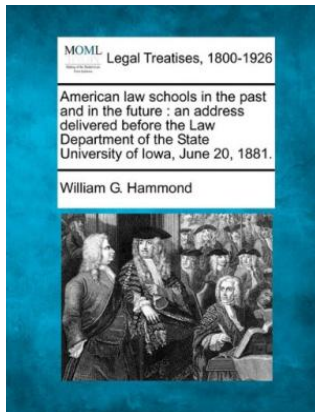 MOML Legal Treatises, 1800-1926
American law schools in the past
and in the future : an address
delivered before the Law
Department of the State
University of Iowa, June 20, 1881.
William G. Hammond